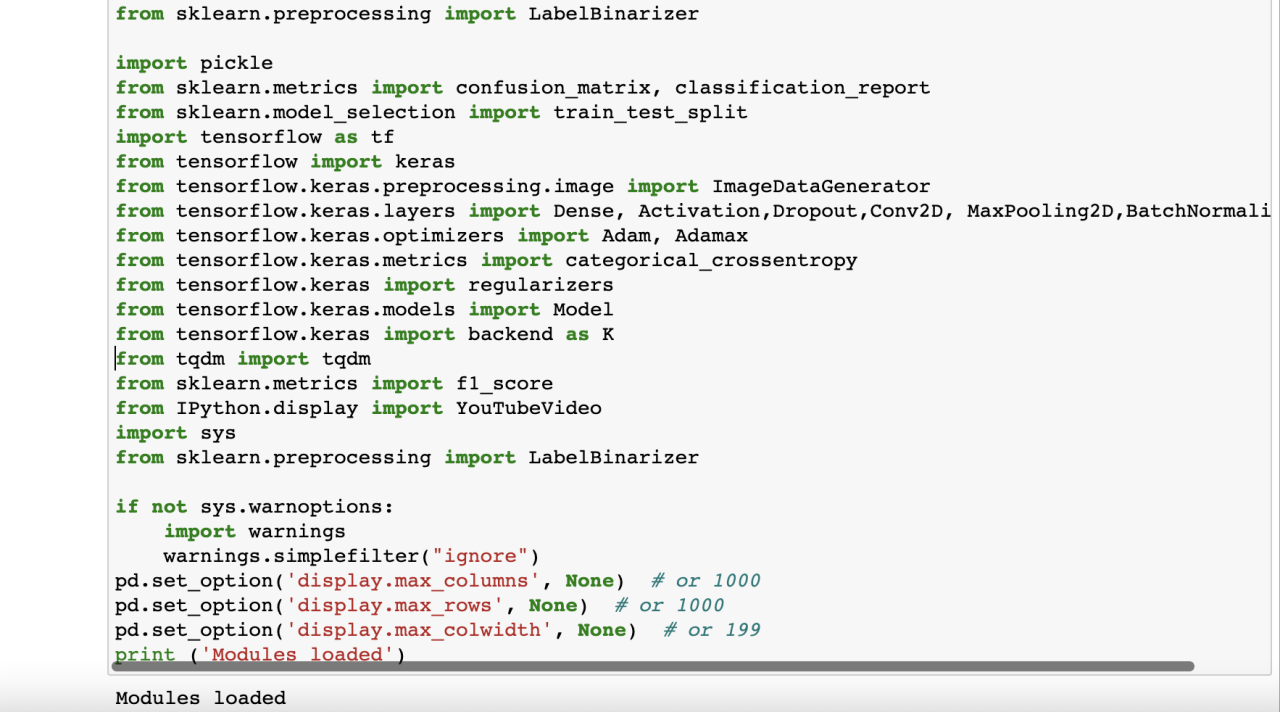 from sklearn.preprocessing import LabelBinarizer
import pickle
from sklearn.metrics import confusion_matrix, classification_report
from sklearn.model_selection import train_test_split
import tensorflow as tf
from tensorflow import keras
from tensorflow.keras.preprocessing.image import ImageDataGenerator
from tensorflow.keras.layers import Dense, Activation,Dropout,Conv2D, MaxPooling2D,BatchNormali
from tensorflow.keras.optimizers import Adam, Adamax
from tensorflow.keras.metrics import categorical_crossentropy
from tensorflow.keras import regularizers
from tensorflow.keras.models import Model
from tensorflow.keras import backend as K
from tqdm import tqdm
from sklearn.metrics import f1_score
from IPython.display import YouTubeVideo
import sys
from sklearn.preprocessing import LabelBinarizer
if not sys.warnoptions:
    import warnings
    warnings.simplefilter("ignore")
pd.set_option('display.max_columns', None)  # or 1000
pd.set_option('display.max_rows', None)  # or 1000
pd.set_option('display.max_colwidth', None)  # or 199
print ('Modules loaded')
Modules loaded